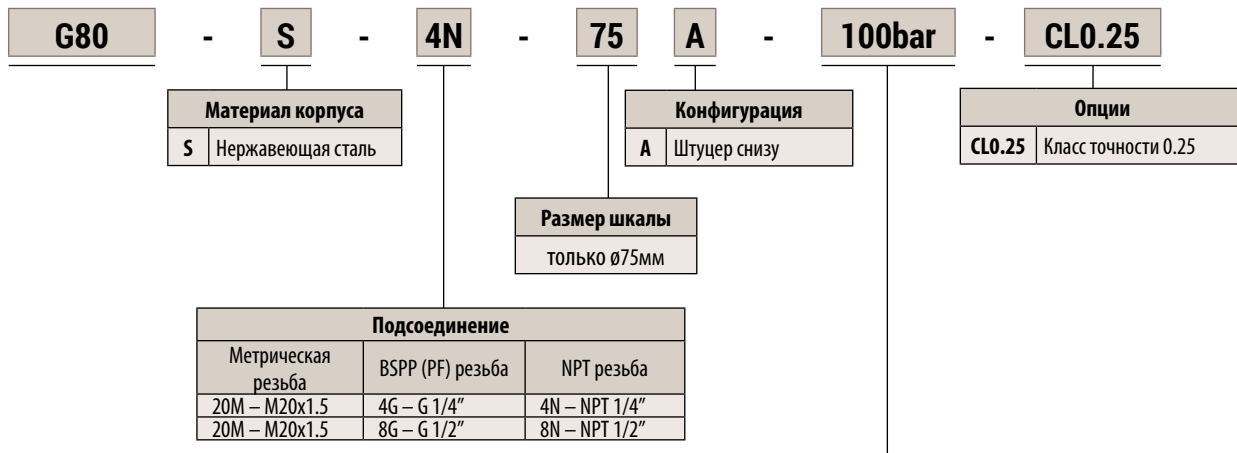 G80 - S - 4N - 75 A - 100bar - CL0.25
Материал корпуса
S Нержавеющая сталь
Конфигурация
A Штуцер снизу
Опции
CL0.25 Класс точности 0.25
Размер шкалы
только ø75мм
Подсоединение
Метрическая резьба BSPP (PF) резьба NPT резьба
20M – M20x1.5 4G – G 1/4” 4N – NPT 1/4”
20M – M20x1.5 8G – G 1/2” 8N – NPT 1/2”